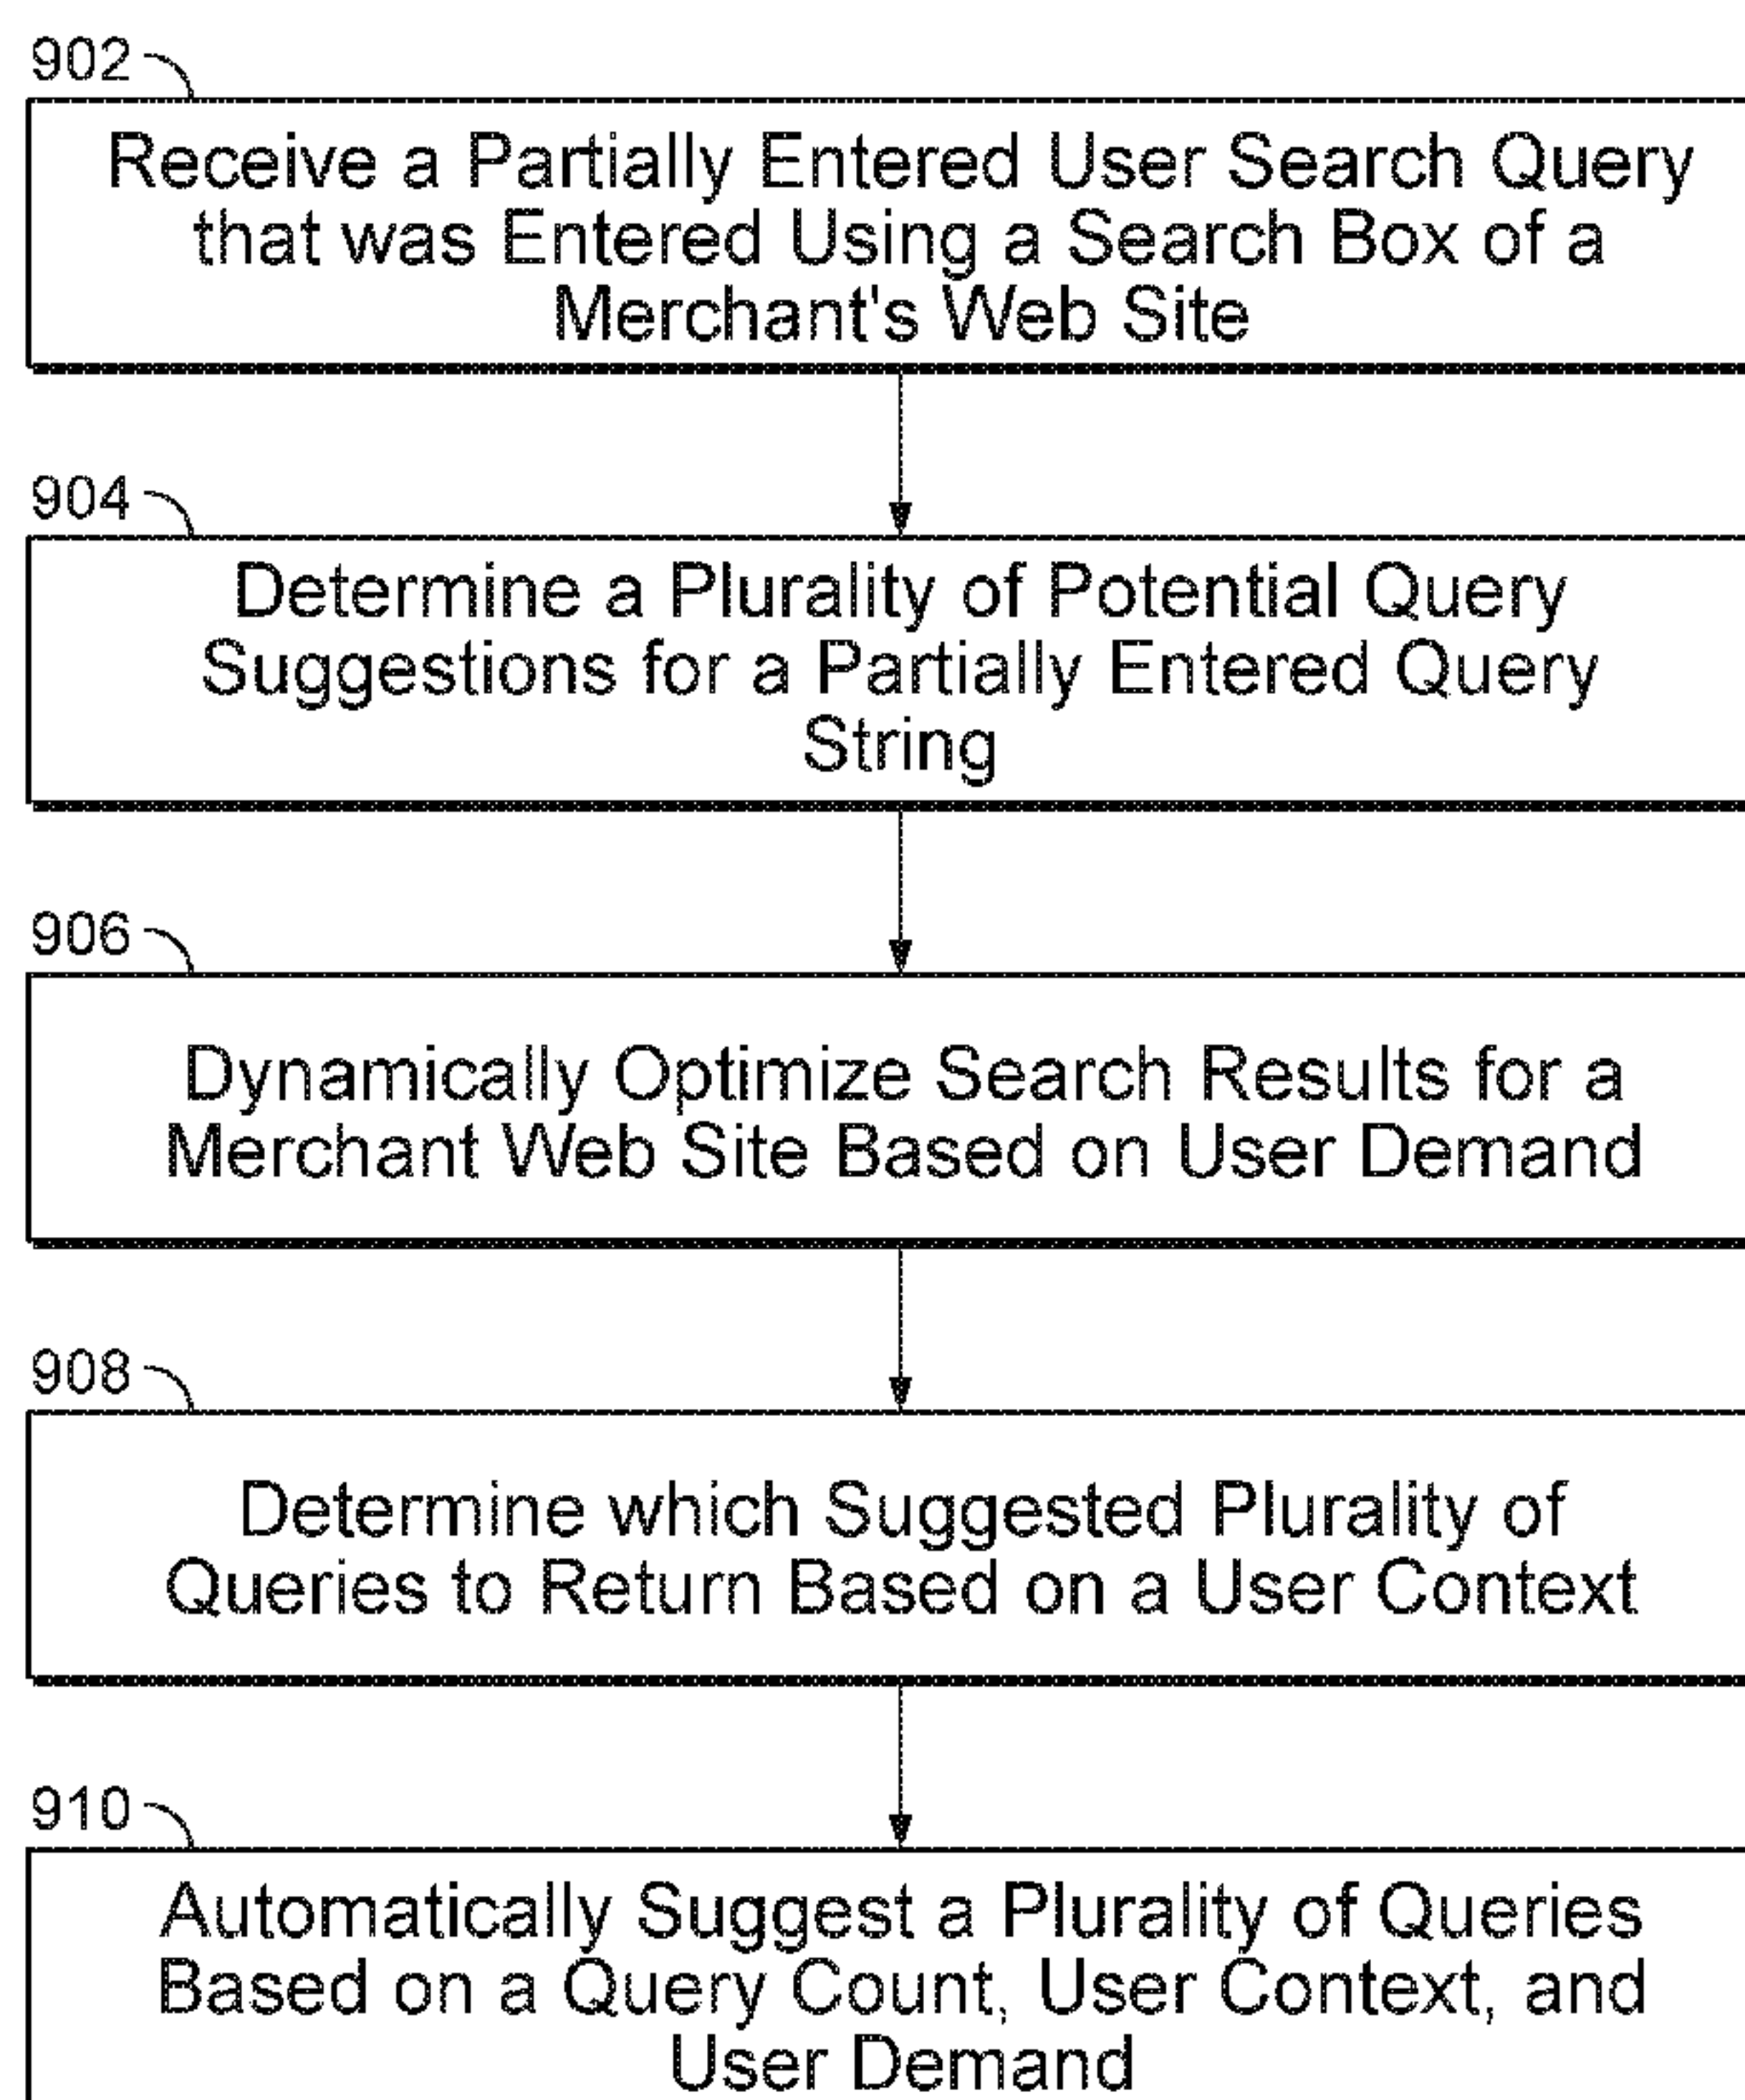 902
Receive a Partially Entered User Search Query
that was Entered Using a Search Box of a
Merchant's Web Site
904
Determine a Plurality of Potential Query
Suggestions for a Partially Entered Query
String
906
Dynamically Optimize Search Results for a
Merchant Web Site Based on User Demand
908
Determine which Suggested Plurality of
Queries to Return Based on a User Context
910
Automatically Suggest a Plurality of Queries
Based on a Query Count, User Context, and
User Demand